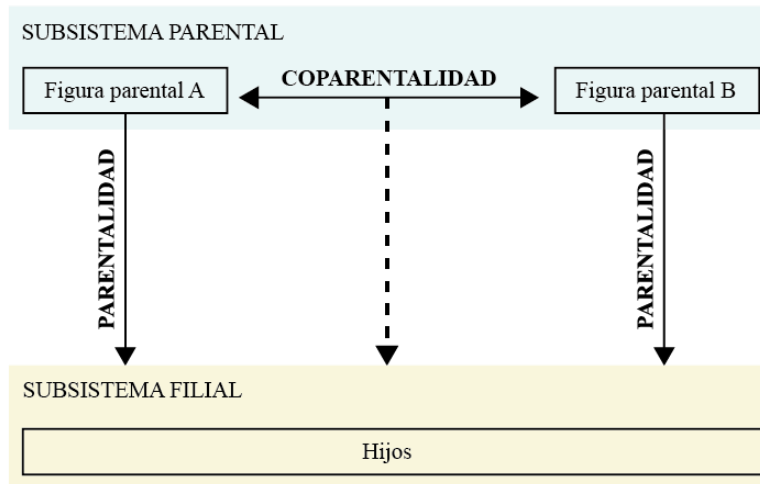 SUBSISTEMA PARENTAL
Figura parental A
COPARENTALIDAD
Figura parental B
PARENTALIDAD
PARENTALIDAD
SUBSISTEMA FILIAL
Hijos